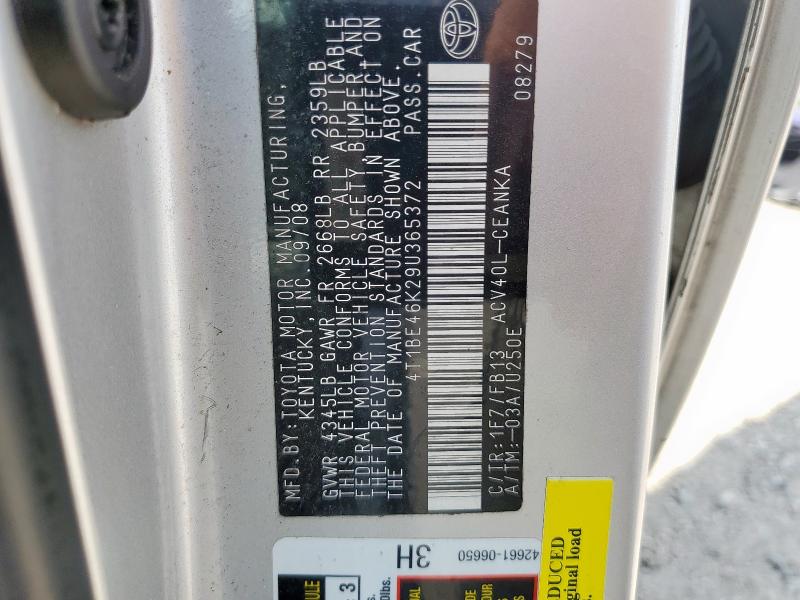 MFD. BY: TOYOTA MOTOR MANUFACTURING,
KENTUCKY, INC. 09/08
GVWR 4345LB GAWR FR 2668LB RR 2359LB
THIS VEHICLE CONFORMS TO ALL APPLICABLE
FEDERAL MOTOR VEHICLE SAFETY, BUMPER, AND
THEFT PREVENTION STANDARDS IN EFFECT ON
THE DATE OF MANUFACTURE SHOWN ABOVE.
4T1BE46K29U365372 PASS. CAR
C/TR: 1F7/FB13 ACV40L-CEANKA
A/TM: -03A/U250E 08279
3H 42661-06650
DUCED
ginal load